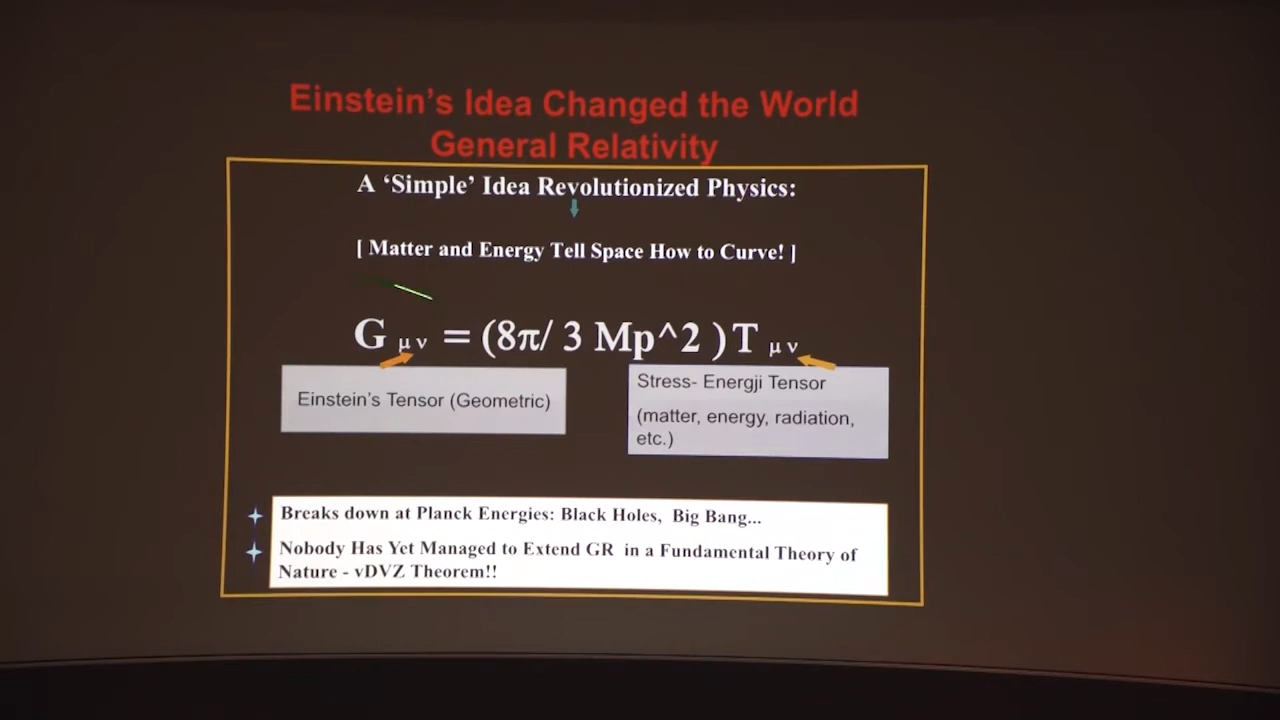 Einstein's Idea Changed the World
General Relativity
A ‘Simple’ Idea Revolutionized Physics:
[ Matter and Energy Tell Space How to Curve! ]
G μ ν = (8π/ 3 Mp^2 ) T μ ν
Einstein's Tensor (Geometric)
Stress- Energji Tensor
(matter, energy, radiation,
etc.)
Breaks down at Planck Energies: Black Holes, Big Bang...
Nobody Has Yet Managed to Extend GR in a Fundamental Theory of
Nature - vDVZ Theorem!!